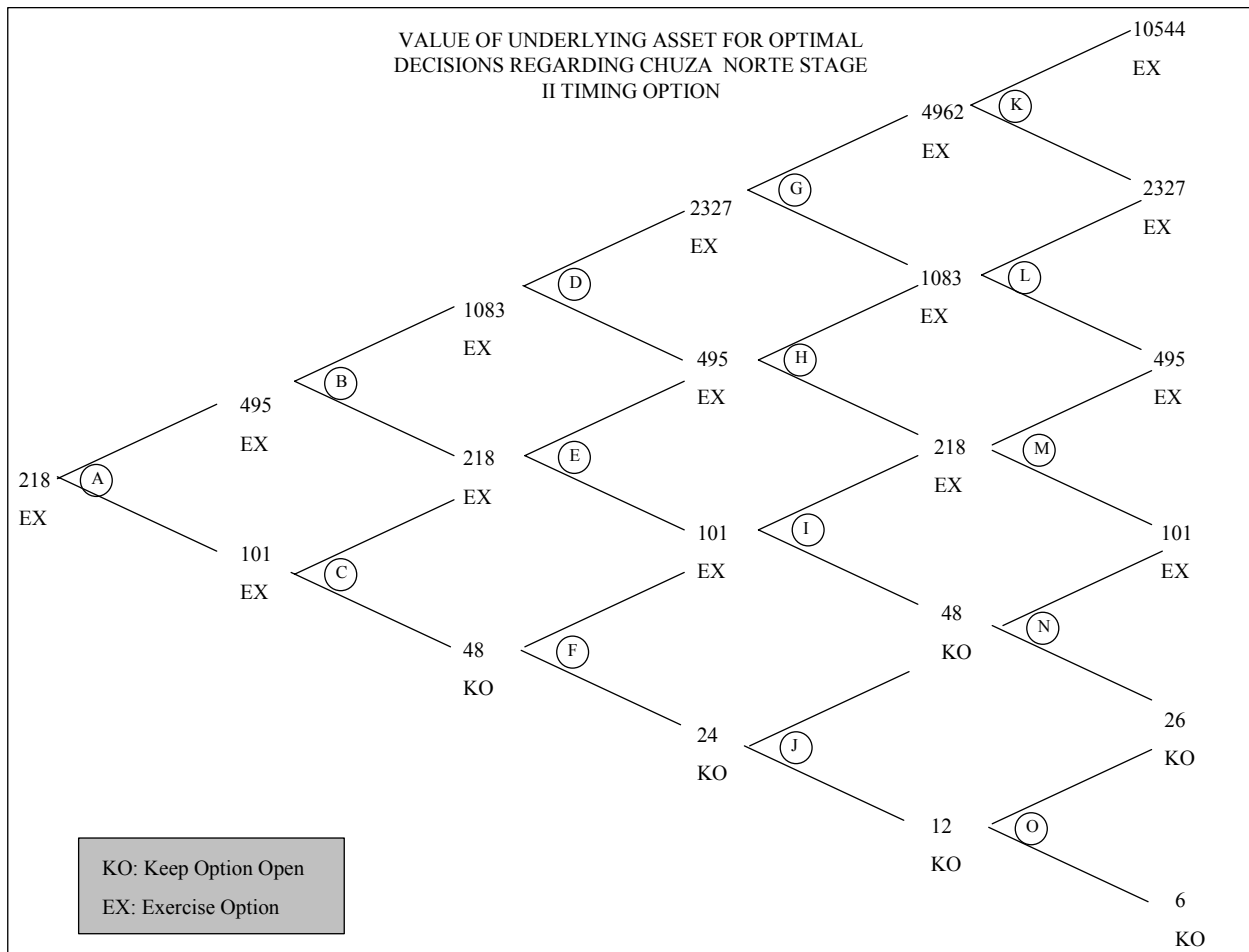 VALUE OF UNDERLYING ASSET FOR OPTIMAL
DECISIONS REGARDING CHUZA NORTE STAGE
II TIMING OPTION
218
EX
A
495
EX
101
EX
B
C
1083
EX
218
EX
48
KO
D
E
F
2327
EX
495
EX
101
EX
24
KO
G
H
I
J
4962
EX
1083
EX
218
EX
48
KO
12
KO
K
L
M
N
O
10544
EX
2327
EX
495
EX
101
EX
26
KO
6
KO
KO: Keep Option Open
EX: Exercise Option